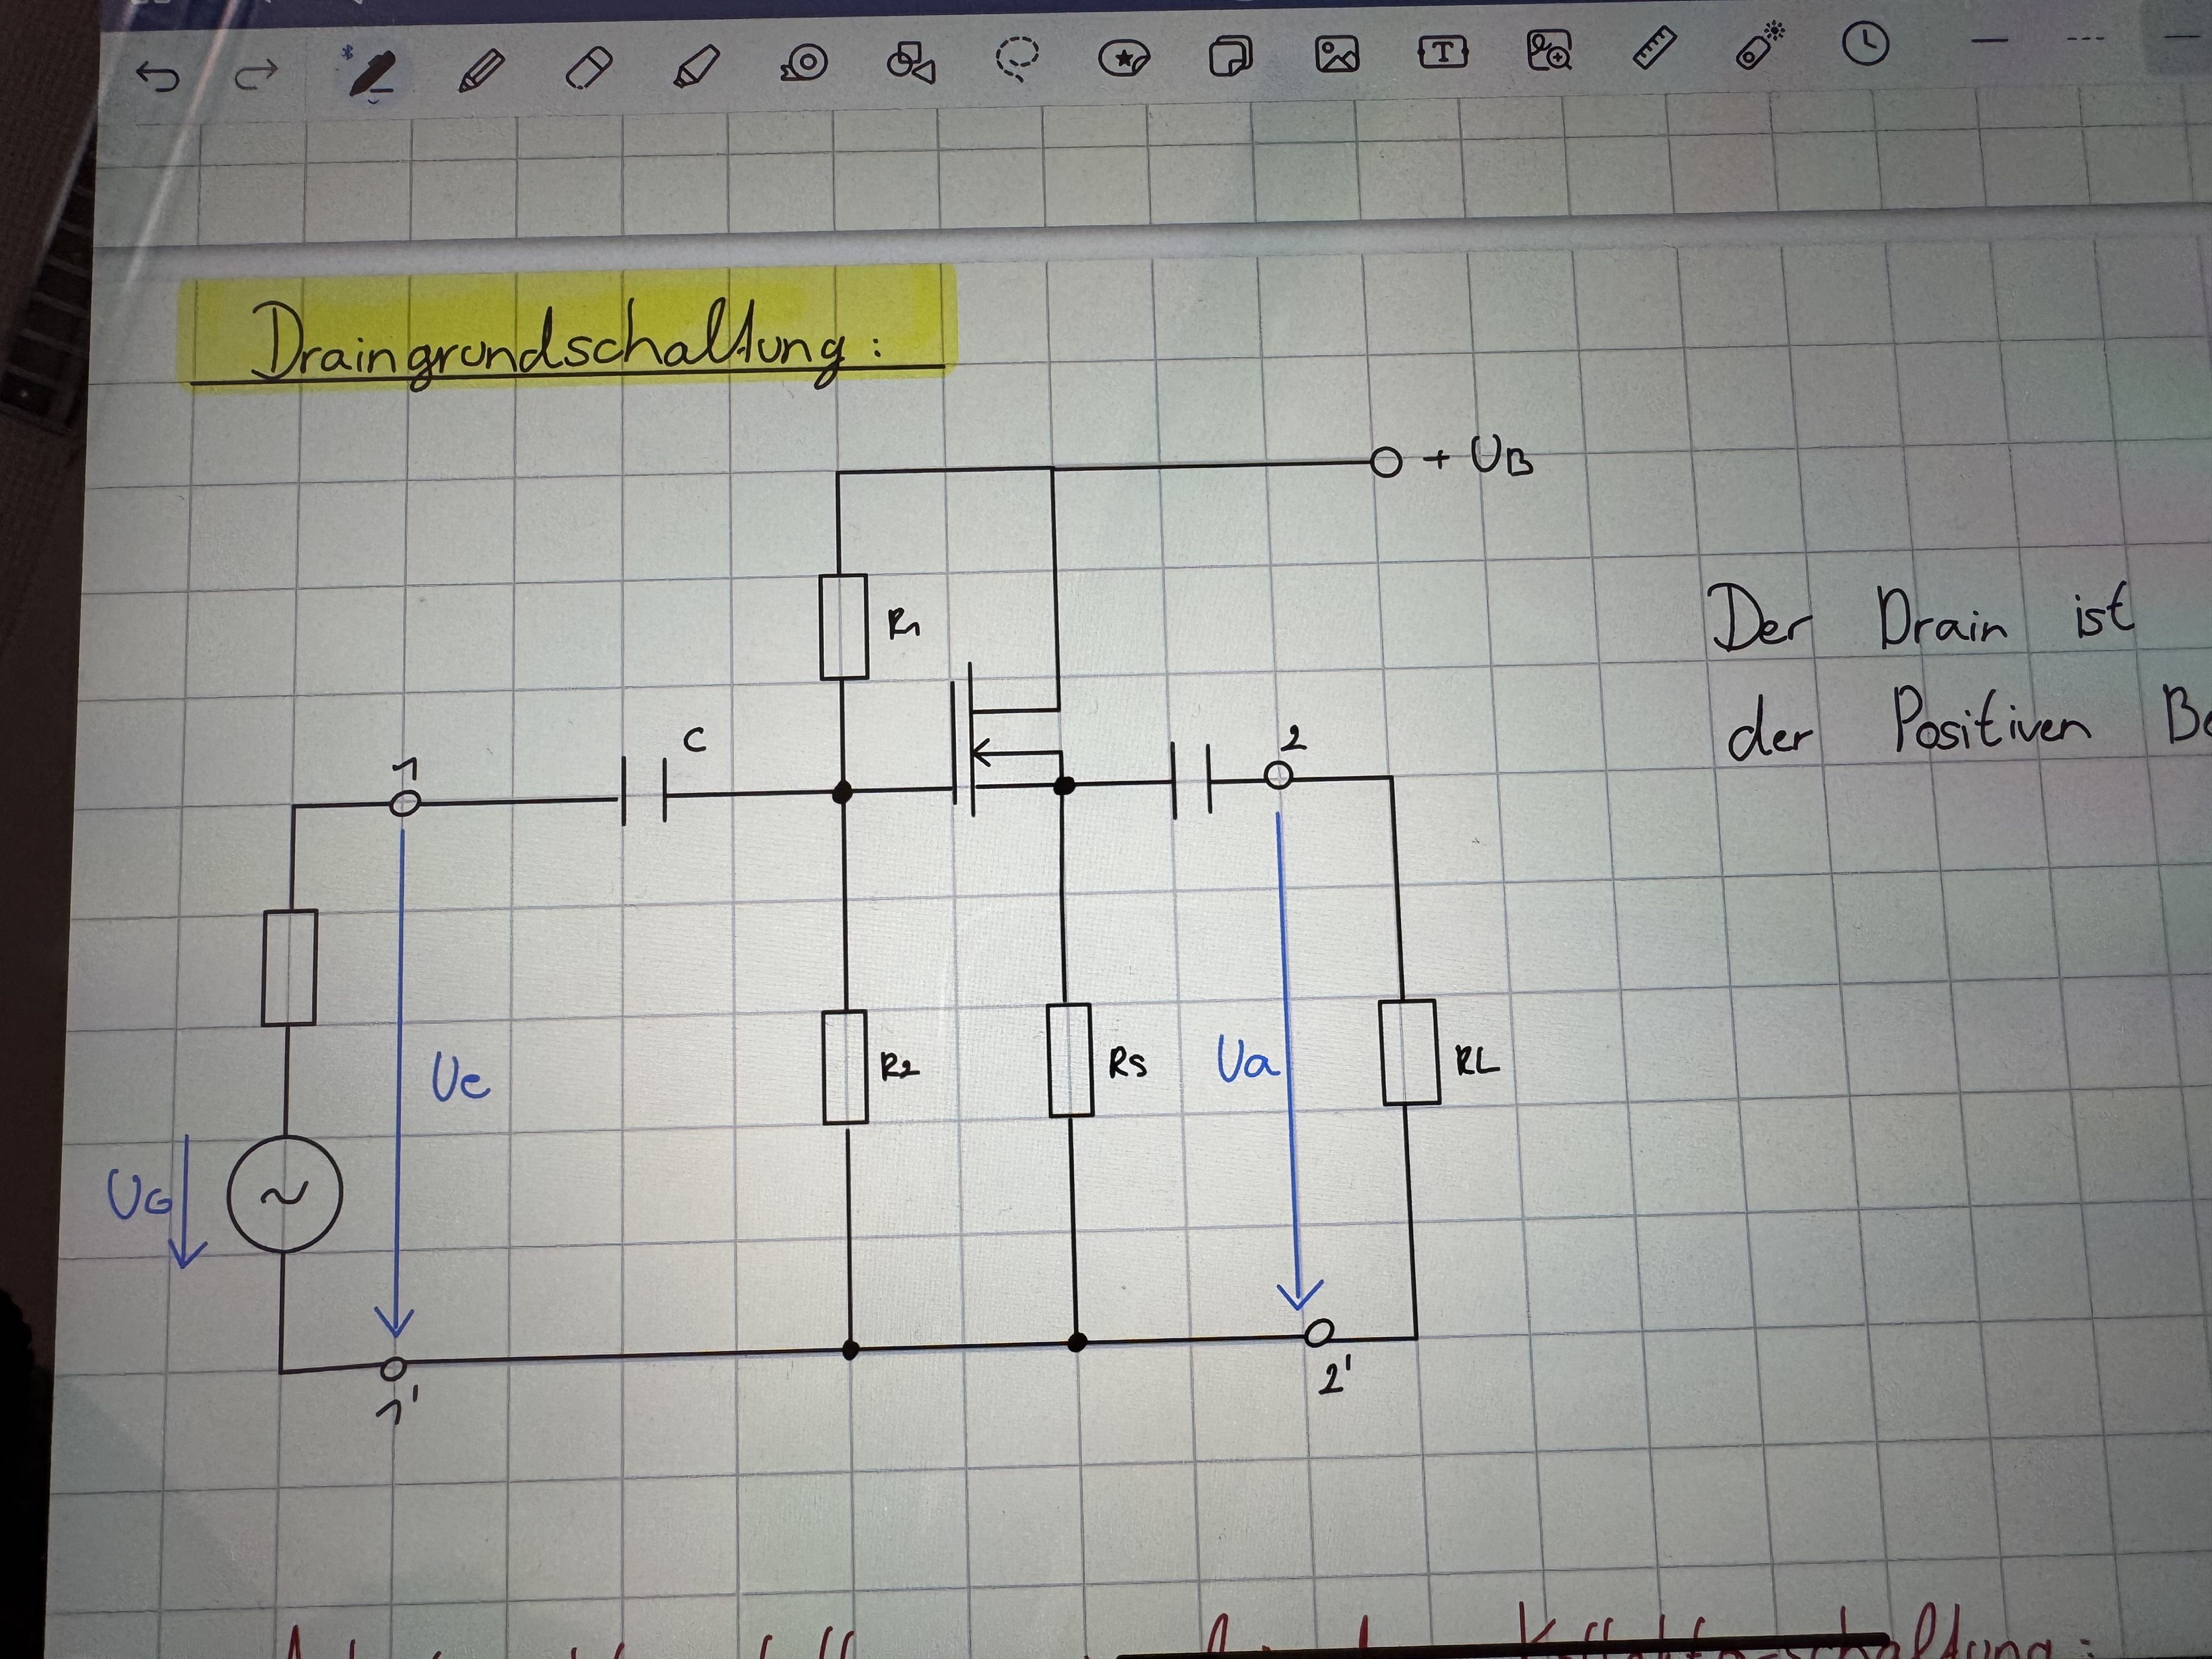 Draingrundschaltung:
+UB
R1
Der Drain ist
der Positiven Be
1
C
2
Ue
R2
RS
Ua
RL
UG
1'
2'